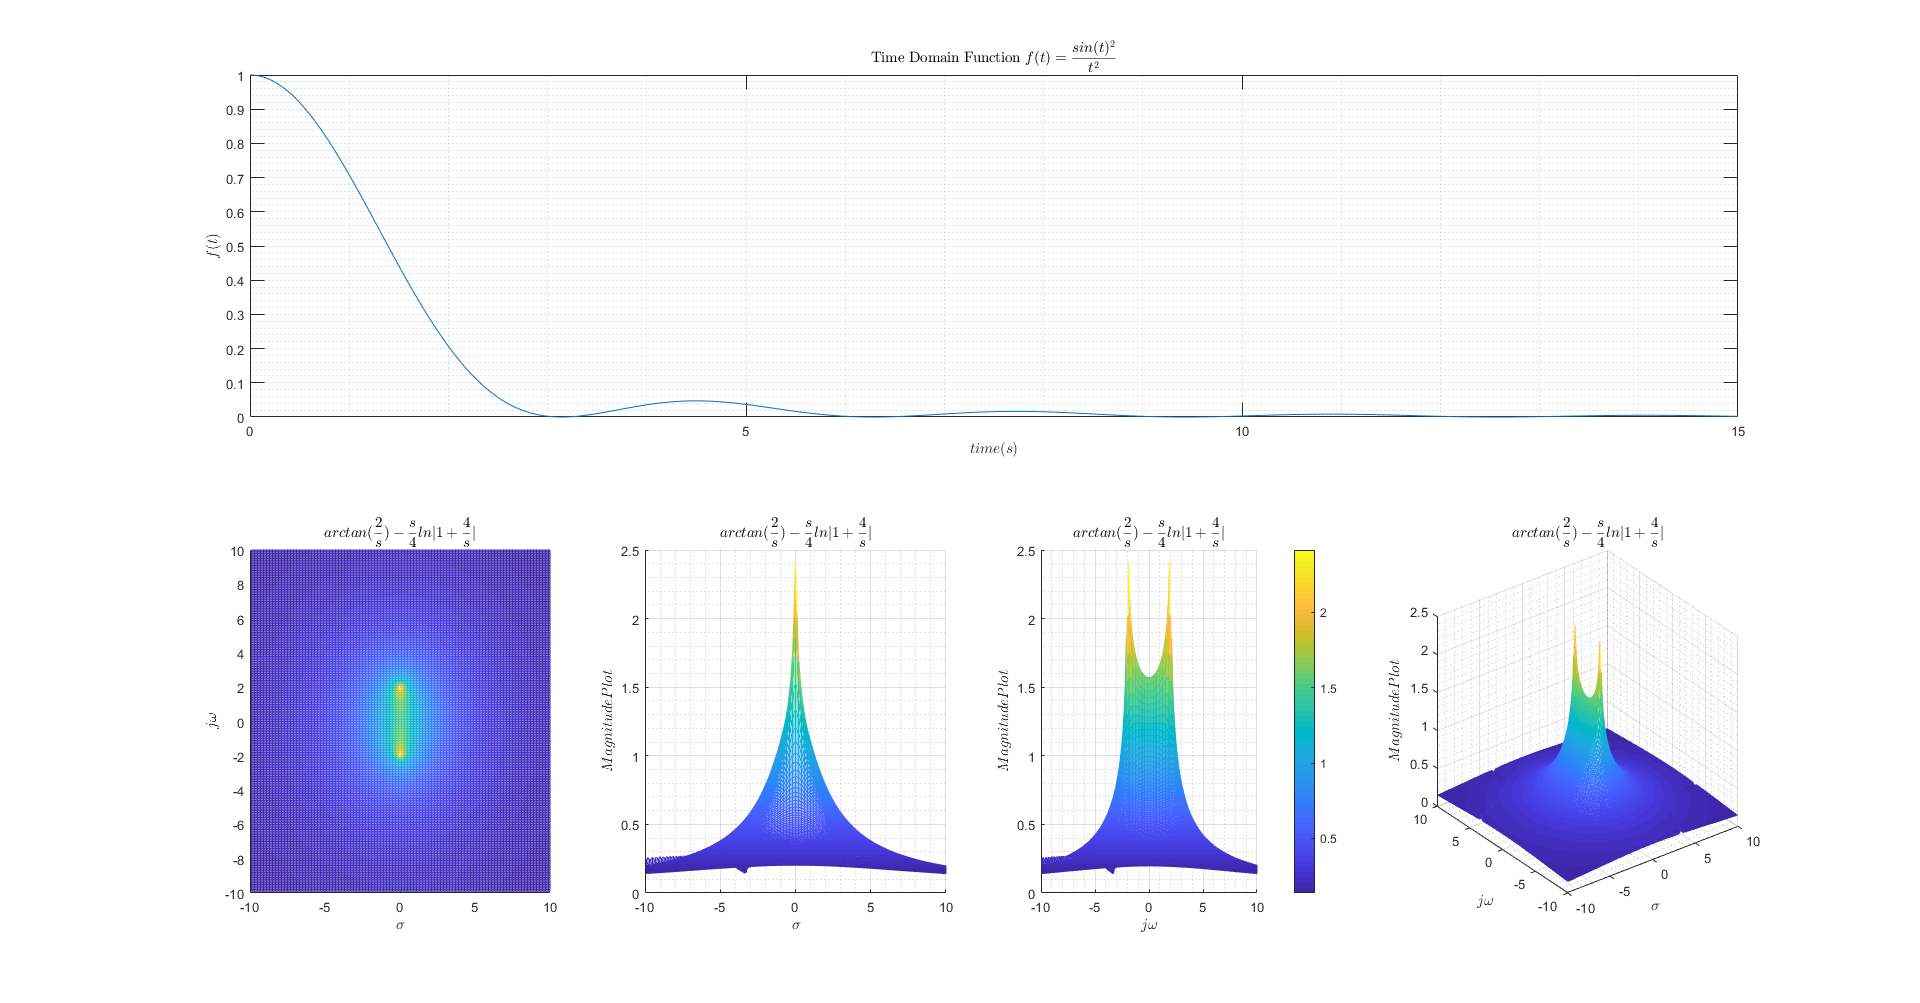 Time Domain Function f(t) = sin(t)²/t²
1
0.9
0.8
0.7
0.6
0.5
0.4
0.3
0.2
0.1
0
f(t)
0 5 10 15
time(s)
arctan(2/s) − s/4 ln|1 + 4/s|
10
8
6
4
2
0
-2
-4
-6
-8
-10
jω
-10 -5 0 5 10
σ
arctan(2/s) − s/4 ln|1 + 4/s|
2.5
2
1.5
1
0.5
0
MagnitudePlot
-10 -5 0 5 10
σ
arctan(2/s) − s/4 ln|1 + 4/s|
2.5
2
1.5
1
0.5
0
MagnitudePlot
-10 -5 0 5 10
jω
2
1.5
1
0.5
arctan(2/s) − s/4 ln|1 + 4/s|
2.5
2
1.5
1
0.5
0
MagnitudePlot
10
5
0
-5
-10
jω
-10
-5
0
5
10
σ